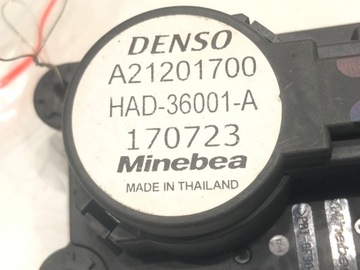 DENSO
A21201700
HAD-36001-A
170723
Minebea
MADE IN THAILAND